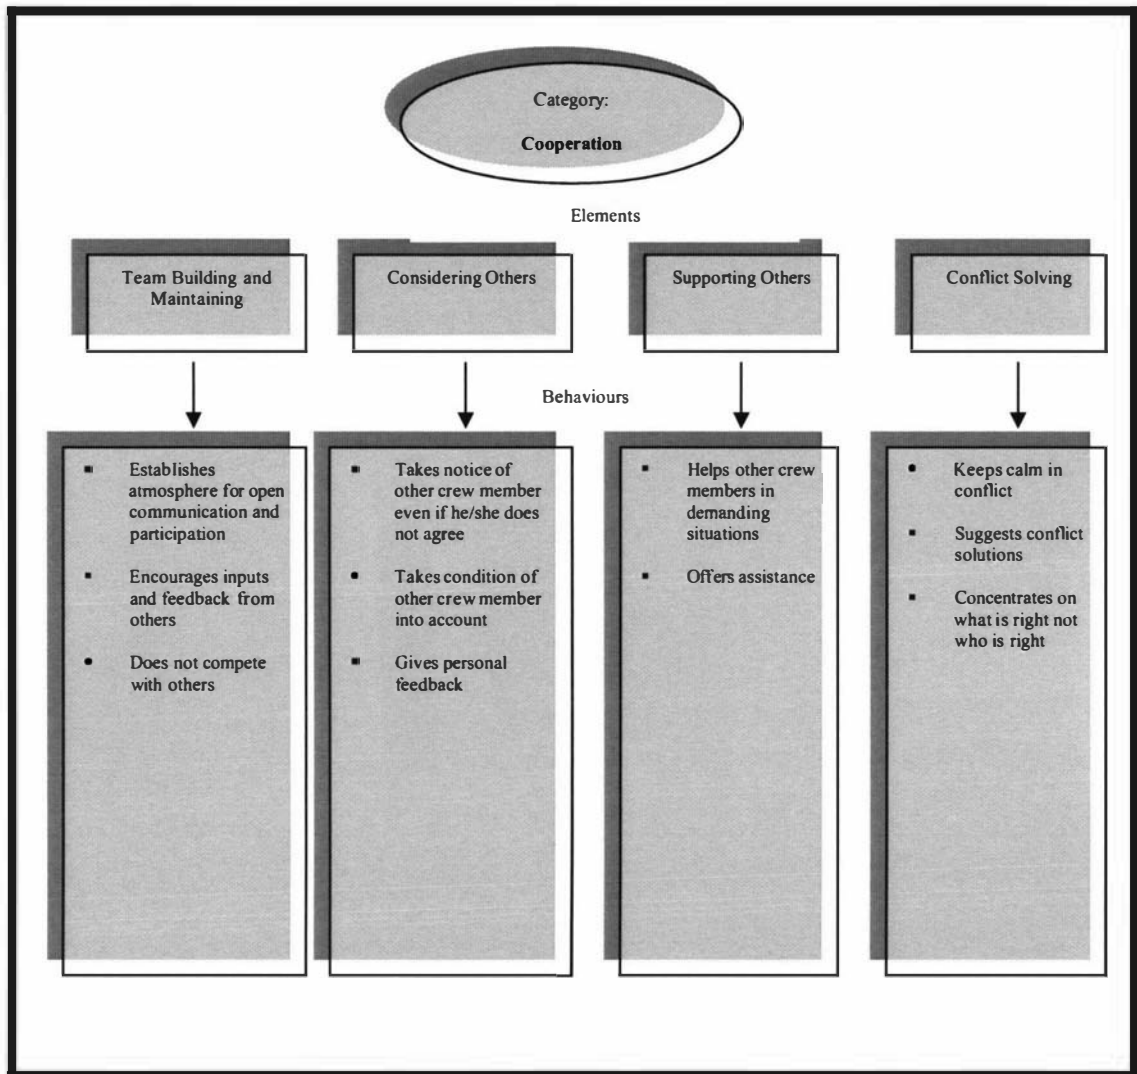 Category:
Cooperation
Elements
Team Building and
Maintaining
Considering Others
Supporting Others
Conflict Solving
Behaviours
Establishes
atmosphere for open
communication and
participation
Encourages inputs
and feedback from
others
Does not compete
with others
Takes notice of
other crew member
even if he/she does
not agree
Takes condition of
other crew member
into account
Gives personal
feedback
Helps other crew
members in
demanding
situations
Offers assistance
Keeps calm in
conflict
Suggests conflict
solutions
Concentrates on
what is right not
who is right